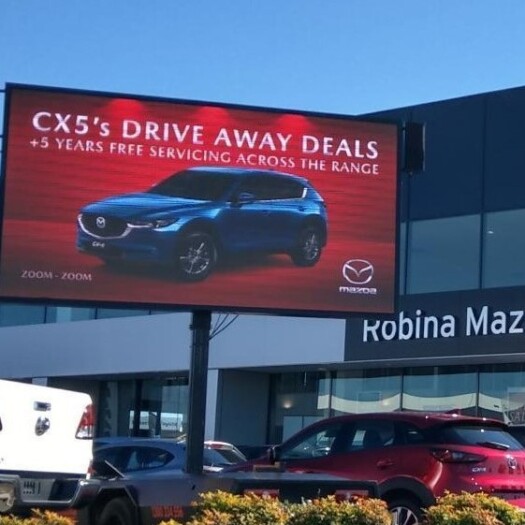 CX5's DRIVE AWAY DEALS
+5 YEARS FREE SERVICING ACROSS THE RANGE
ZOOM - ZOOM
mazda
Robina Maz